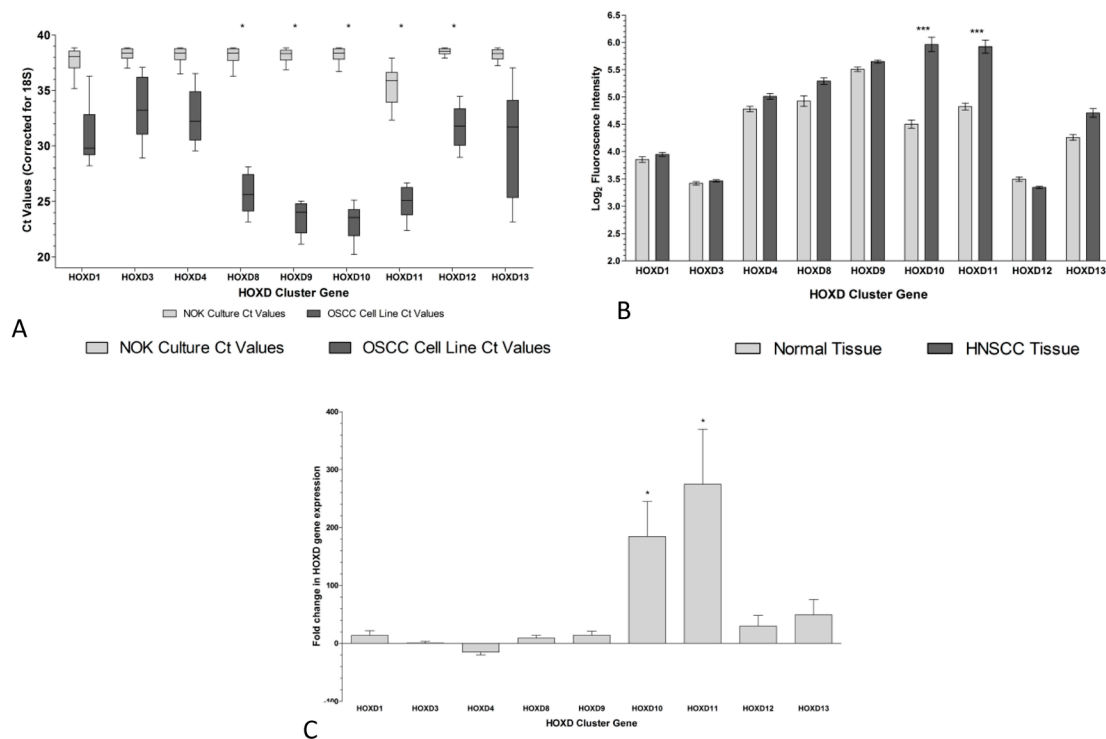 * * * * *
40
35
30
25
20
Ct Values (Corrected for 18S)
HOXD1 HOXD3 HOXD4 HOXD8 HOXD9 HOXD10 HOXD11 HOXD12 HOXD13
HOXD Cluster Gene
NOK Culture Ct Values OSCC Cell Line Ct Values
A
NOK Culture Ct Values OSCC Cell Line Ct Values
*** ***
6.5
6.0
5.5
5.0
4.5
4.0
3.5
3.0
2.5
2.0
Log2 Fluoroscence Intensity
HOXD1 HOXD3 HOXD4 HOXD8 HOXD9 HOXD10 HOXD11 HOXD12 HOXD13
HOXD Cluster Gene
B
Normal Tissue HNSCC Tissue
* *
400
300
200
100
0
-100
Fold change in HOXD gene expression
HOXD1 HOXD3 HOXD4 HOXD8 HOXD9 HOXD10 HOXD11 HOXD12 HOXD13
HOXD Cluster Gene
C